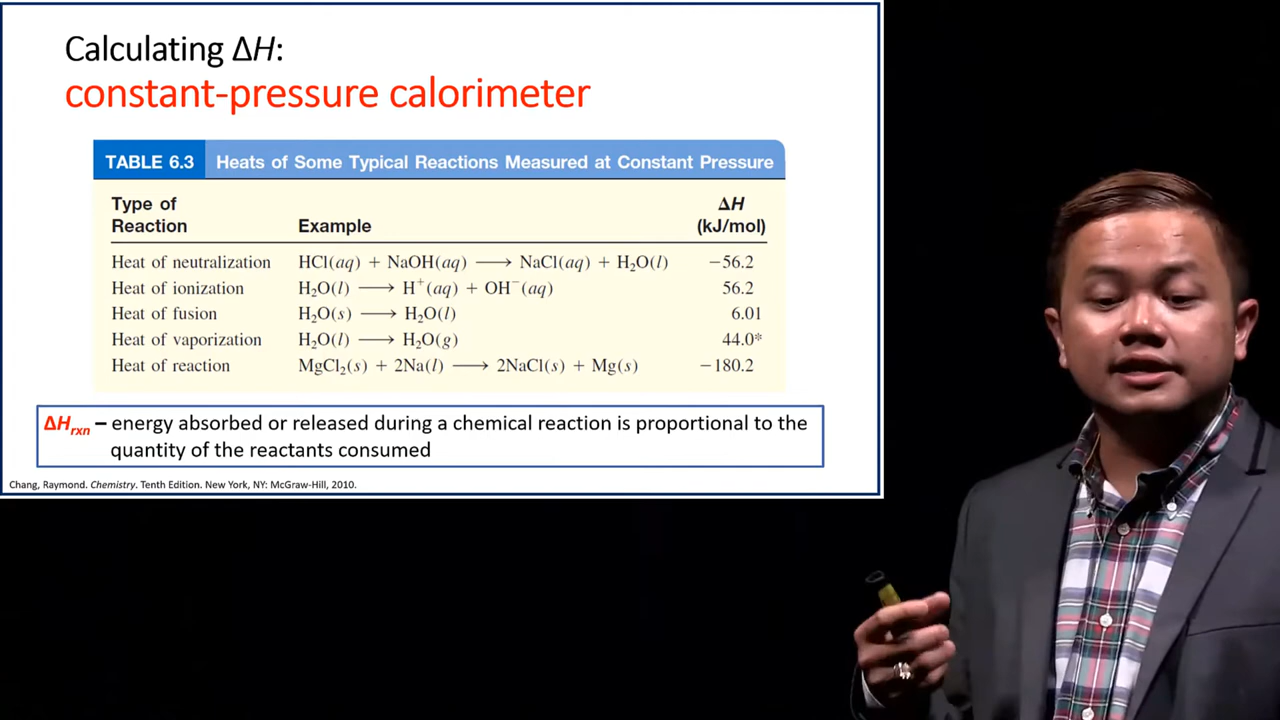 Calculating ΔH:
constant-pressure calorimeter
TABLE 6.3 Heats of Some Typical Reactions Measured at Constant Pressure
Type of
Reaction Example ΔH (kJ/mol)
Heat of neutralization HCl(aq) + NaOH(aq) ⟶ NaCl(aq) + H₂O(l) −56.2
Heat of ionization H₂O(l) ⟶ H⁺(aq) + OH⁻(aq) 56.2
Heat of fusion H₂O(s) ⟶ H₂O(l) 6.01
Heat of vaporization H₂O(l) ⟶ H₂O(g) 44.0*
Heat of reaction MgCl₂(s) + 2Na(l) ⟶ 2NaCl(s) + Mg(s) −180.2
ΔHrxn – energy absorbed or released during a chemical reaction is proportional to the
quantity of the reactants consumed
Chang, Raymond. Chemistry. Tenth Edition. New York, NY: McGraw-Hill, 2010.